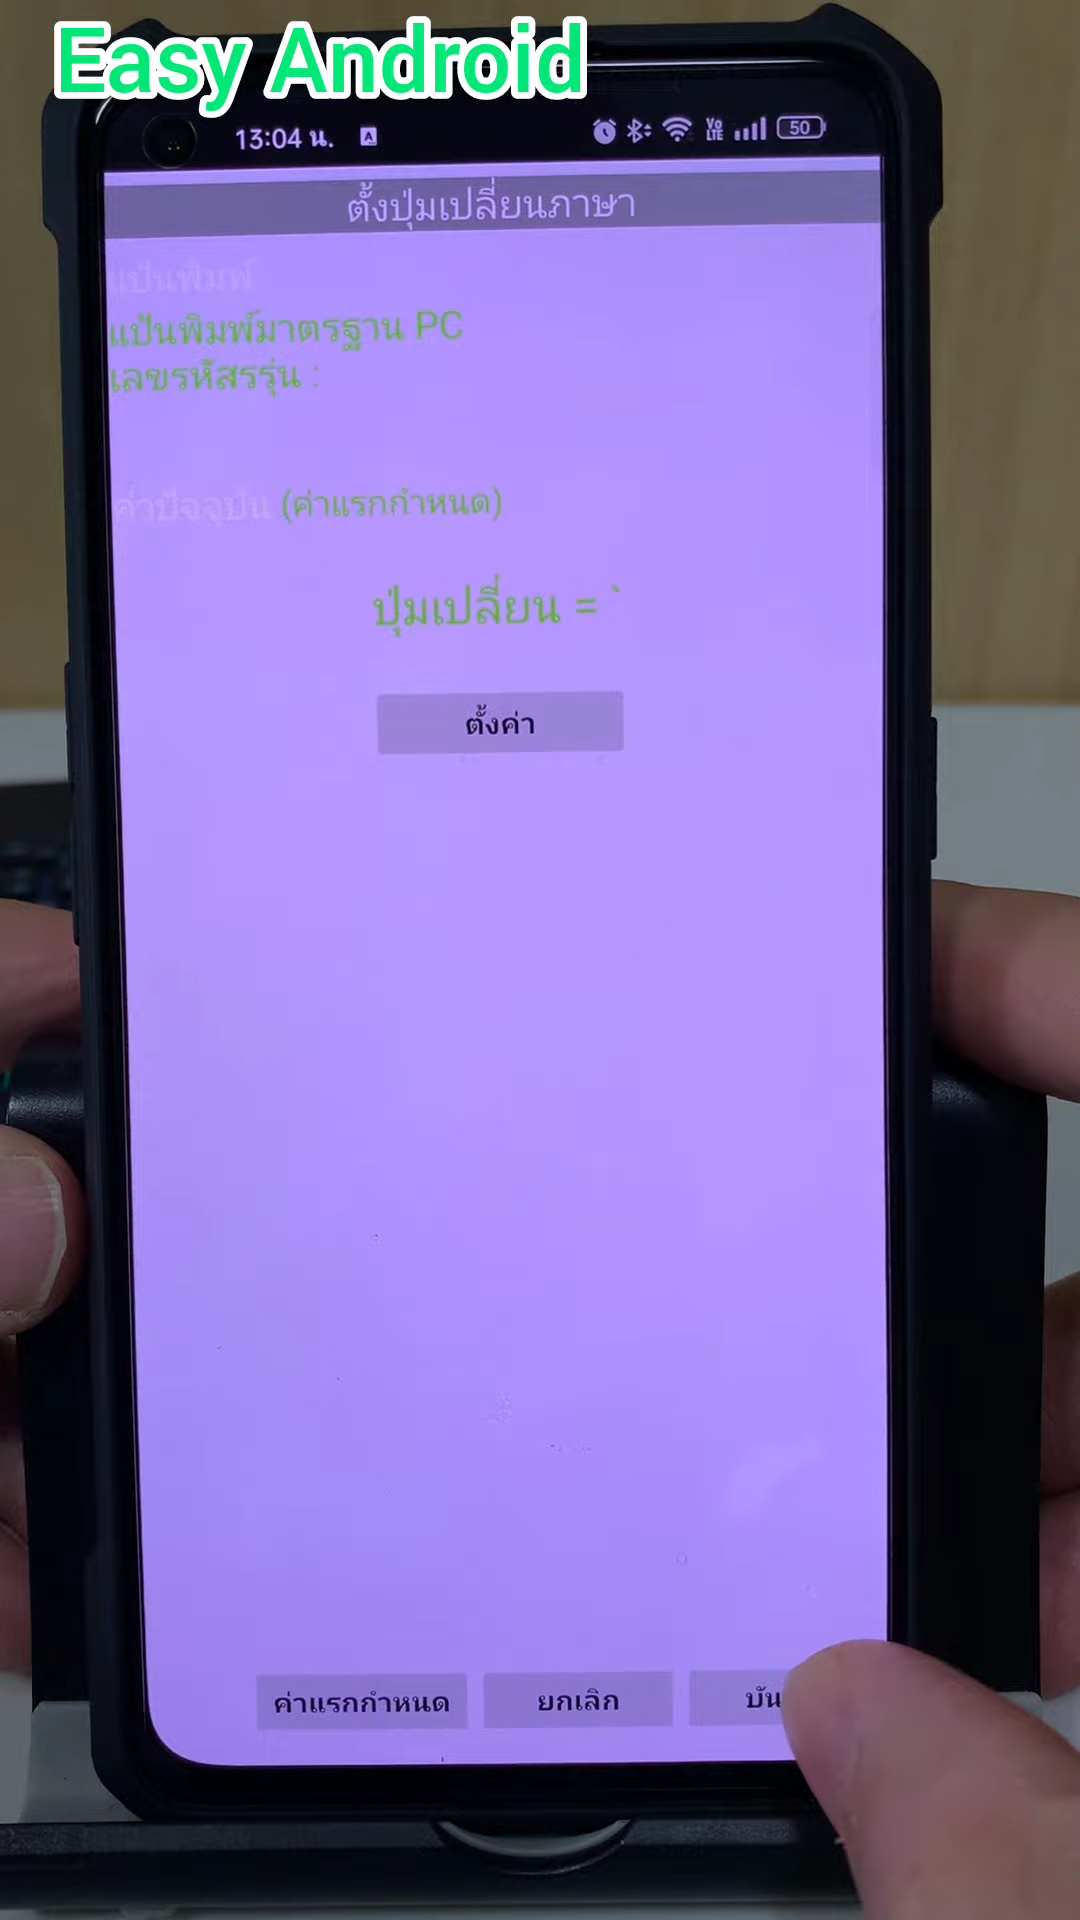 Easy Android
13:04 น.
A
Vo LTE
50
ตั้งปุ่มเปลี่ยนภาษา
แป้นพิมพ์
แป้นพิมพ์มาตรฐาน PC
เลขรหัสรรุ่น :
ค่าปัจจุบัน (ค่าแรกกำหนด)
ปุ่มเปลี่ยน = `
ตั้งค่า
ค่าแรกกำหนด
ยกเลิก